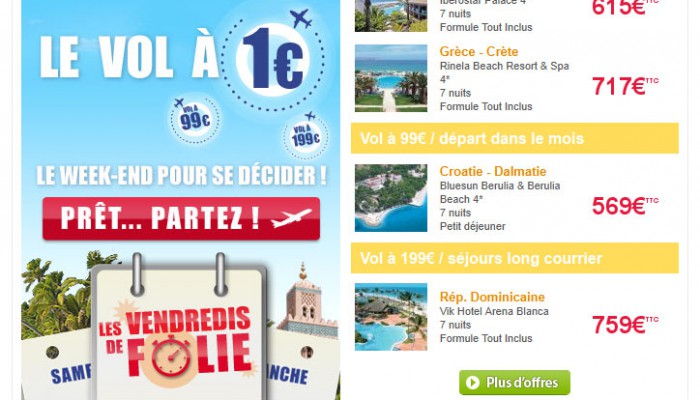 LE VOL À 1€
VOL À
99€
VOL À
199€
LE WEEK-END POUR SE DÉCIDER !
PRÊT... PARTEZ !
LES VENDREDIS
DE FOLIE
SAME
ANCHE
Iberostar Palace 4*
7 nuits
Formule Tout Inclus
615€TTC
Grèce - Crète
Rinela Beach Resort & Spa
4*
7 nuits
Formule Tout Inclus
717€TTC
Vol à 99€ / départ dans le mois
Croatie - Dalmatie
Bluesun Berulia & Berulia
Beach 4*
7 nuits
Petit déjeuner
569€TTC
Vol à 199€ / séjours long courrier
Rép. Dominicaine
Vik Hotel Arena Blanca
7 nuits
Formule Tout Inclus
759€TTC
Plus d'offres